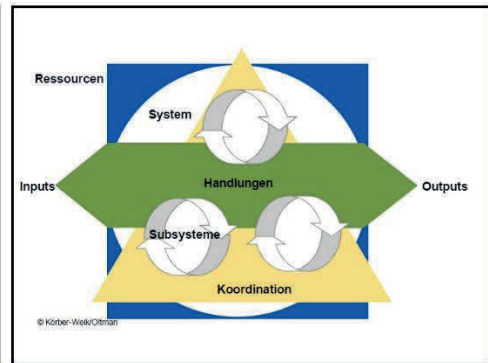 Ressourcen
System
Inputs
Handlungen
Outputs
Subsysteme
Koordination
© Körber-Weik/Oltman